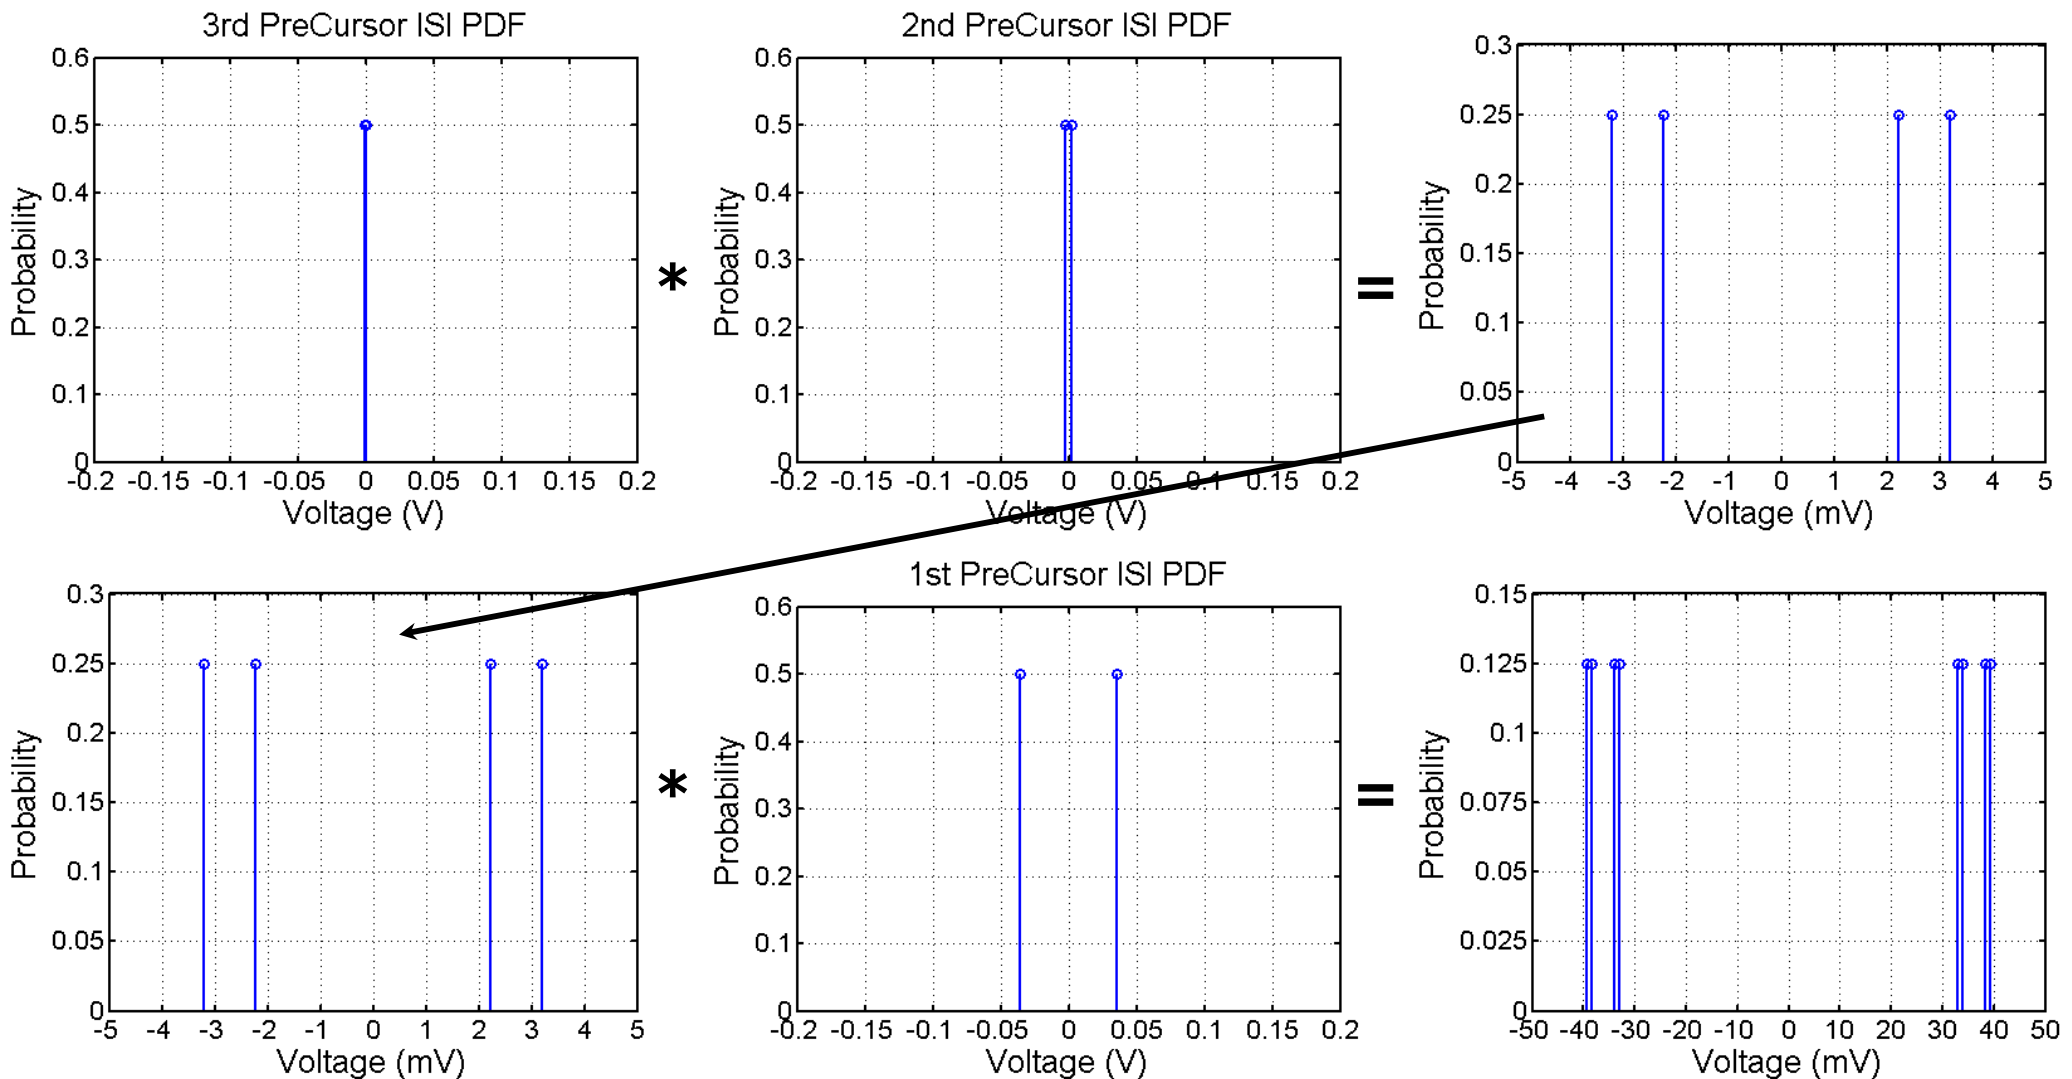 3rd PreCursor ISI PDF
0.6
0.5
0.4
0.3
0.2
0.1
0
-0.2 -0.15 -0.1 -0.05 0 0.05 0.1 0.15 0.2
Probability
Voltage (V)
*
2nd PreCursor ISI PDF
0.6
0.5
0.4
0.3
0.2
0.1
0
-0.2 -0.15 -0.1 -0.05 0 0.05 0.1 0.15 0.2
Probability
Voltage (V)
=
0.3
0.25
0.2
0.15
0.1
0.05
0
-5 -4 -3 -2 -1 0 1 2 3 4 5
Probability
Voltage (mV)
0.3
0.25
0.2
0.15
0.1
0.05
0
-5 -4 -3 -2 -1 0 1 2 3 4 5
Probability
Voltage (mV)
*
1st PreCursor ISI PDF
0.6
0.5
0.4
0.3
0.2
0.1
0
-0.2 -0.15 -0.1 -0.05 0 0.05 0.1 0.15 0.2
Probability
Voltage (V)
=
0.15
0.125
0.1
0.075
0.05
0.025
0
-50 -40 -30 -20 -10 0 10 20 30 40 50
Probability
Voltage (mV)